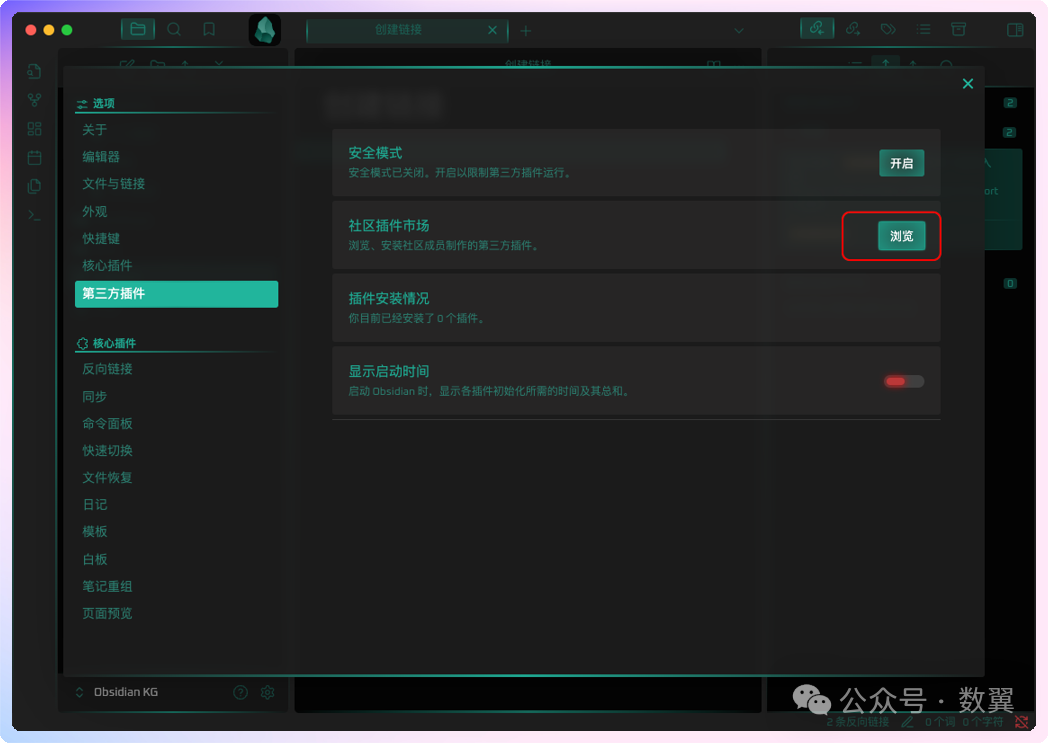 创建链接
创建链接
2
2
ort
0
选项
关于
编辑器
文件与链接
外观
快捷键
核心插件
第三方插件
核心插件
反向链接
同步
命令面板
快速切换
文件恢复
日记
模板
白板
笔记重组
页面预览
安全模式
安全模式已关闭。开启以限制第三方插件运行。
开启
社区插件市场
浏览、安装社区成员制作的第三方插件。
浏览
插件安装情况
你目前已经安装了 0 个插件。
显示启动时间
启动 Obsidian 时，显示各插件初始化所需的时间及其总和。
Obsidian KG
公众号 · 数翼
2 条反向链接
0 个词
0 个字符